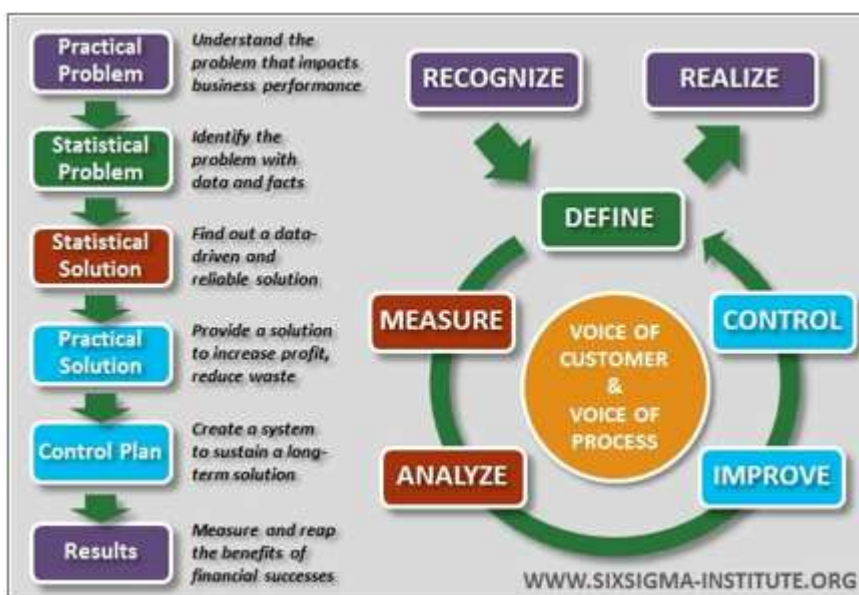 Practical
Problem
Understand the
problem that impacts
business performance
Statistical
Problem
Identify the
problem with
data and facts
Statistical
Solution
Find out a data-
driven and
reliable solution
Practical
Solution
Provide a solution
to increase profit,
reduce waste
Control Plan
Create a system
to sustain a long-
term solution
Results
Measure and reap
the benefits of
financial successes
RECOGNIZE
REALIZE
DEFINE
MEASURE
CONTROL
VOICE OF
CUSTOMER
&
VOICE OF
PROCESS
ANALYZE
IMPROVE
WWW.SIXSIGMA-INSTITUTE.ORG